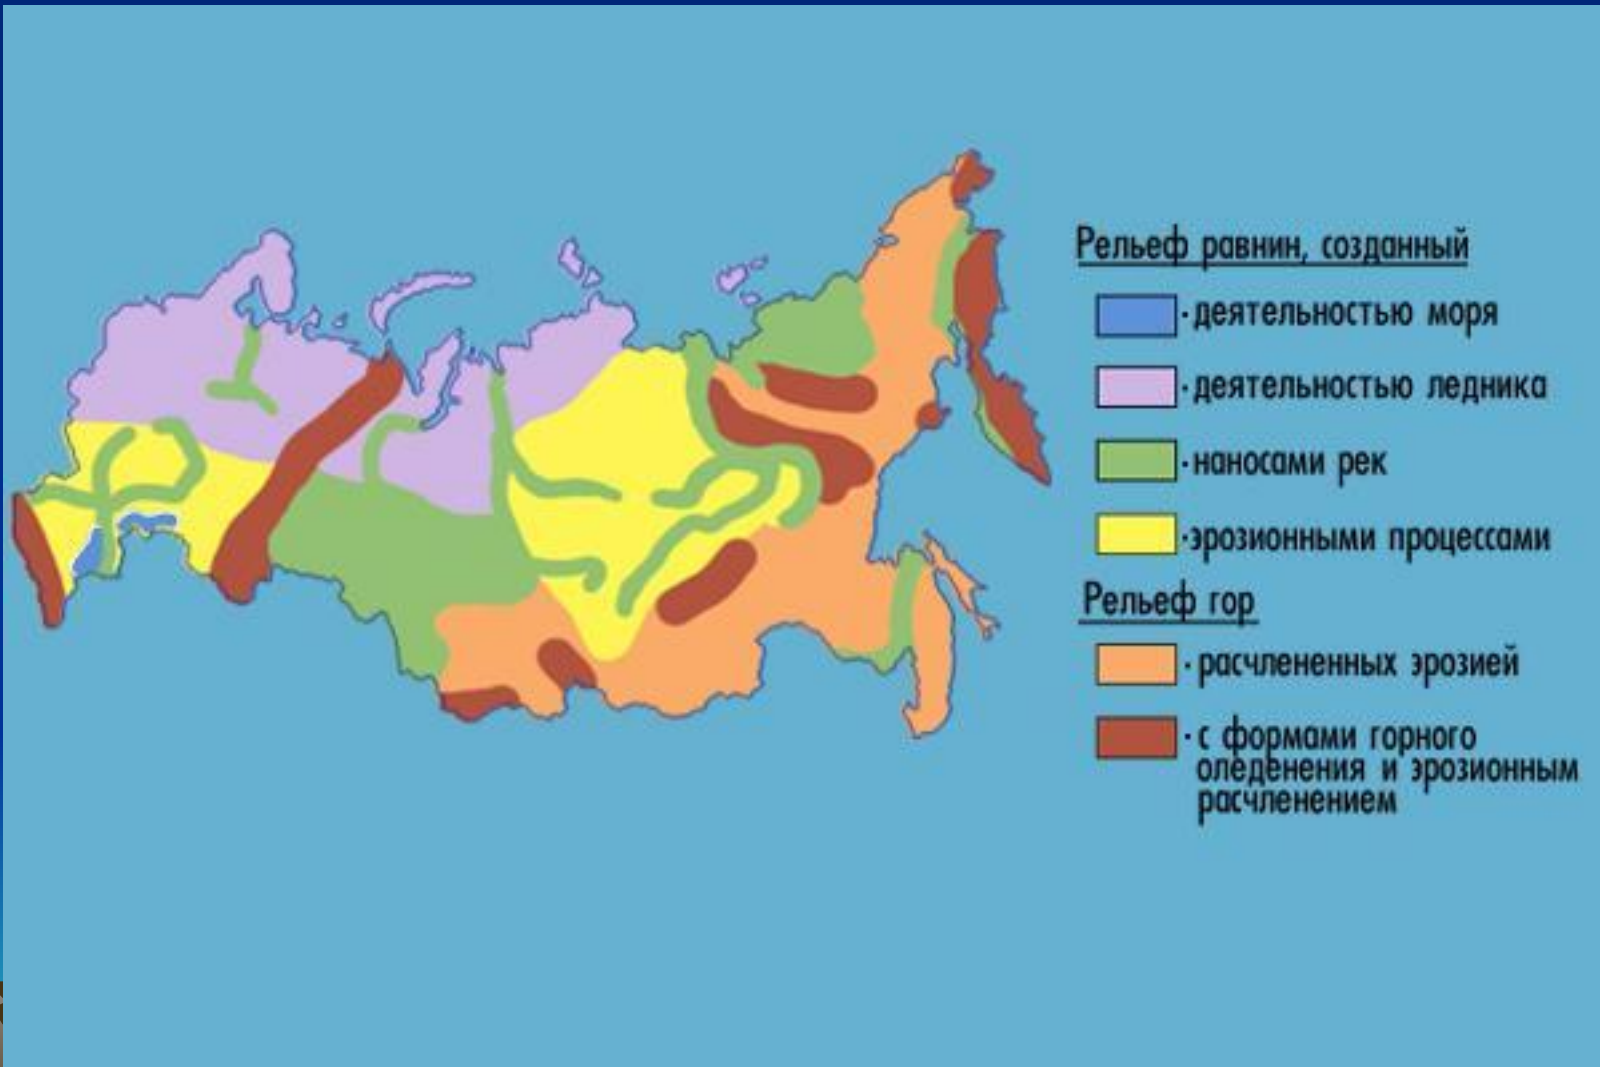 Рельеф равнин, созданный
·деятельностью моря
·деятельностью ледника
·наносами рек
·эрозионными процессами
Рельеф гор
·расчлененных эрозией
·с формами горного
оледенения и эрозионным
расчленением